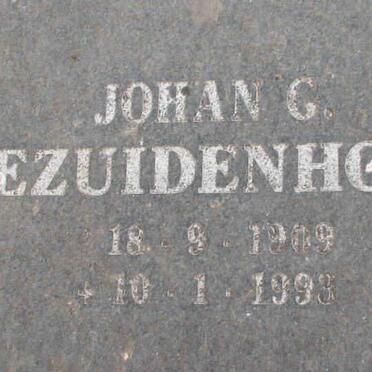 JOHAN G.
EZUIDENHO
18 - 9 - 1909
+ 10 - 1 - 1993